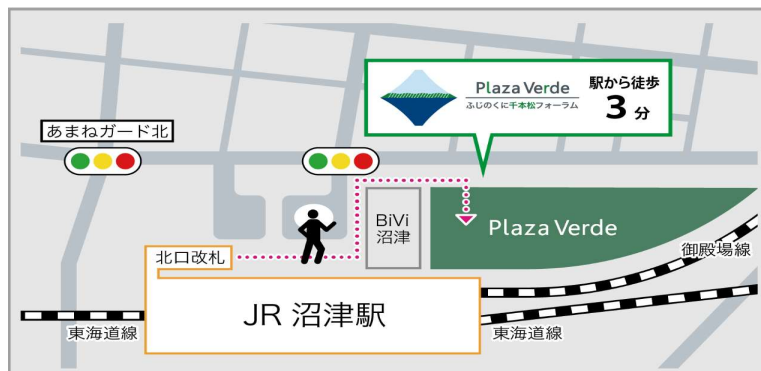 Plaza Verde
ふじのくに千本松フォーラム
駅から徒歩
3 分
あまねガード北
BiVi
沼津
Plaza Verde
北口改札
御殿場線
JR 沼津駅
東海道線
東海道線